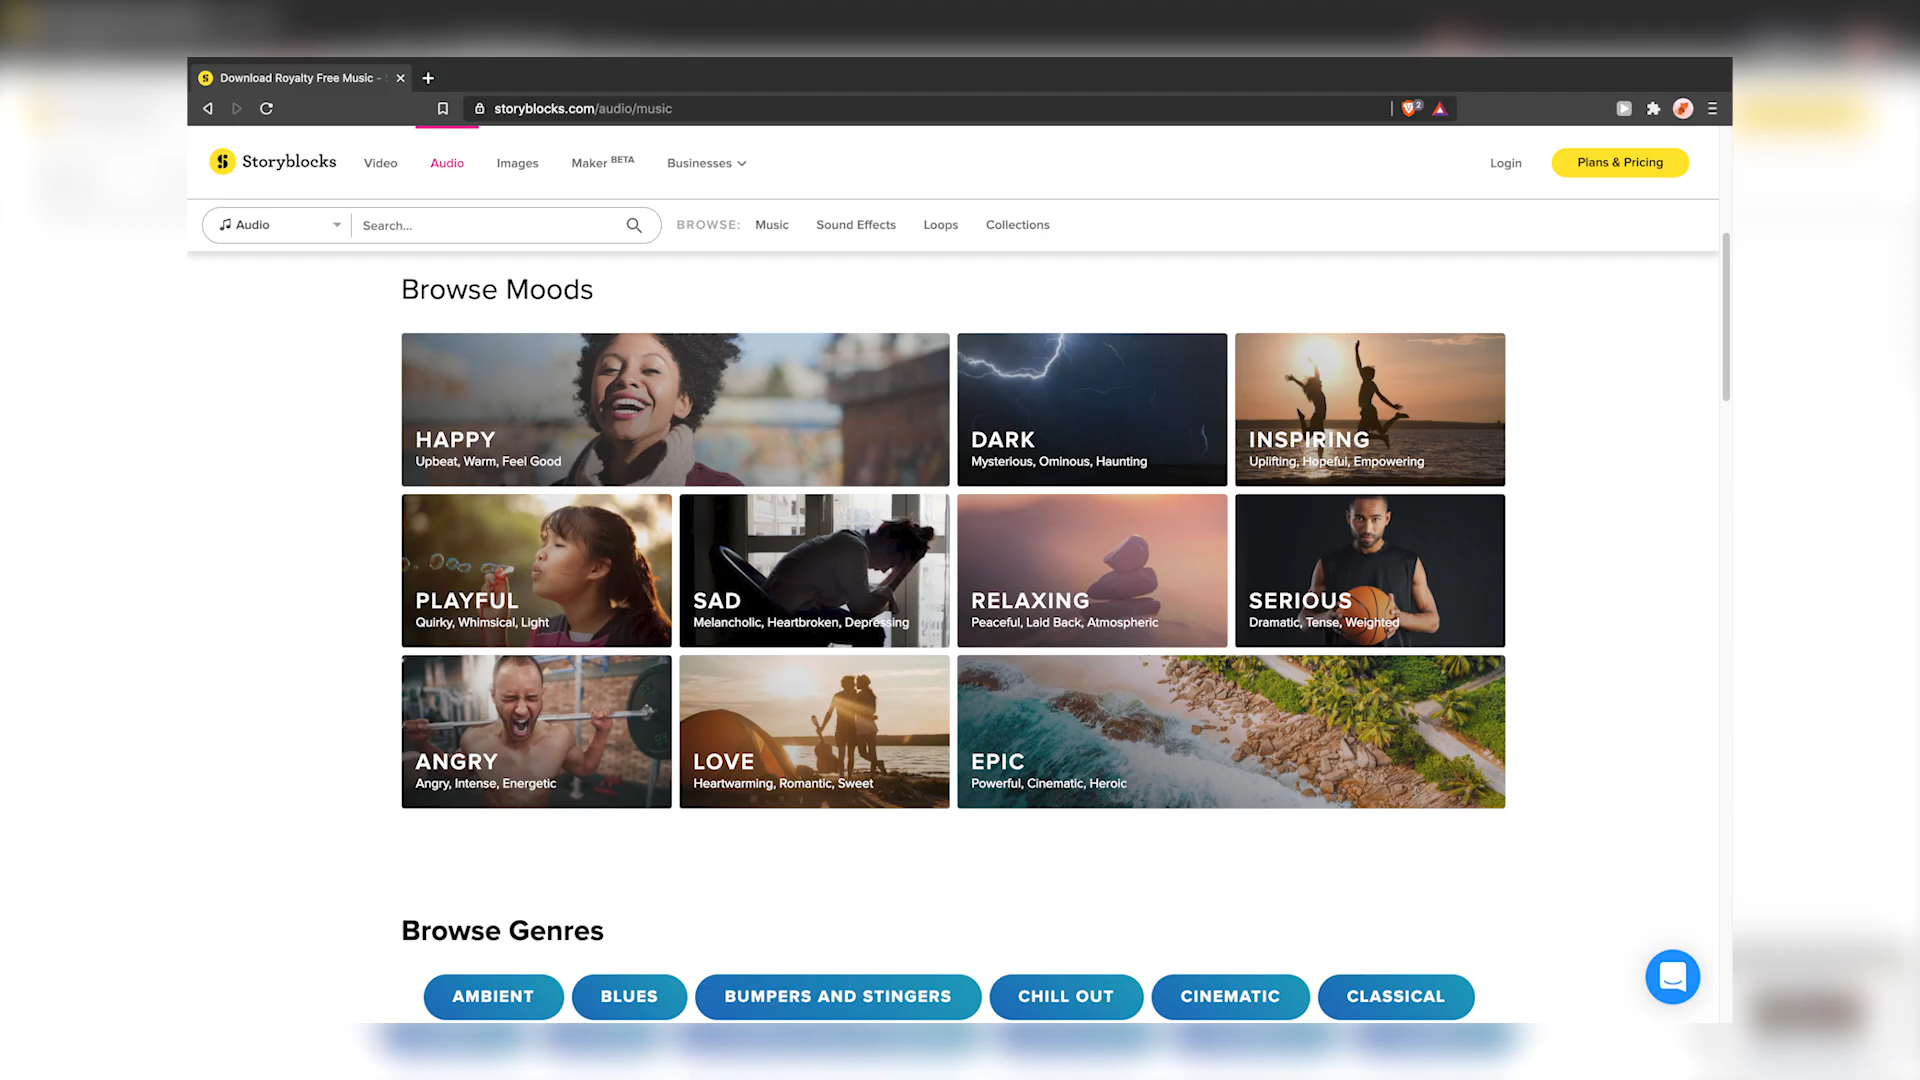 Download Royalty Free Music -
storyblocks.com/audio/music
2
Storyblocks
Video
Audio
Images
Maker BETA
Businesses
Login
Plans & Pricing
Audio
Search...
BROWSE:
Music
Sound Effects
Loops
Collections
Browse Moods
HAPPY
Upbeat, Warm, Feel Good
DARK
Mysterious, Ominous, Haunting
INSPIRING
Uplifting, Hopeful, Empowering
PLAYFUL
Quirky, Whimsical, Light
SAD
Melancholic, Heartbroken, Depressing
RELAXING
Peaceful, Laid Back, Atmospheric
SERIOUS
Dramatic, Tense, Weighted
ANGRY
Angry, Intense, Energetic
LOVE
Heartwarming, Romantic, Sweet
EPIC
Powerful, Cinematic, Heroic
Browse Genres
AMBIENT
BLUES
BUMPERS AND STINGERS
CHILL OUT
CINEMATIC
CLASSICAL